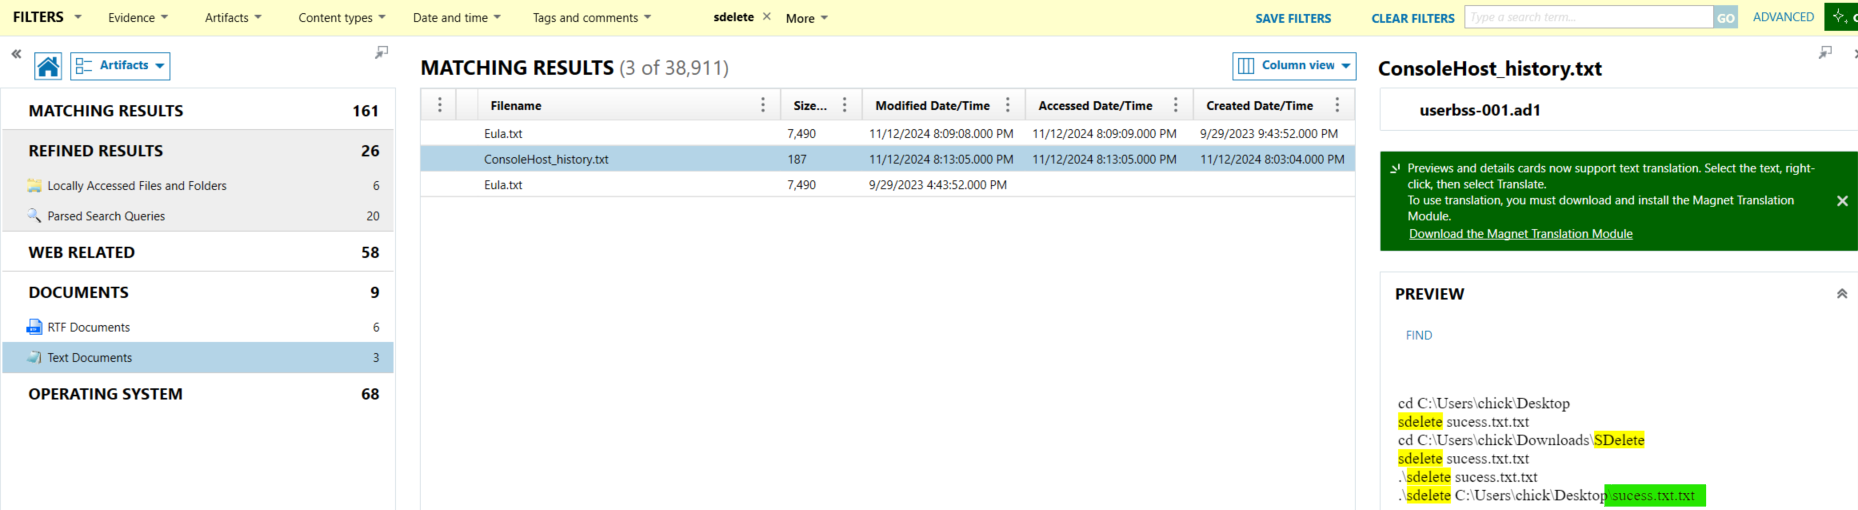 FILTERS Evidence Artifacts Content types Date and time Tags and comments sdelete × More SAVE FILTERS CLEAR FILTERS Type a search term... GO ADVANCED
Artifacts
MATCHING RESULTS 161
REFINED RESULTS 26
Locally Accessed Files and Folders 6
Parsed Search Queries 20
WEB RELATED 58
DOCUMENTS 9
RTF Documents 6
Text Documents 3
OPERATING SYSTEM 68
MATCHING RESULTS (3 of 38,911)
Column view
Filename Size... Modified Date/Time Accessed Date/Time Created Date/Time
Eula.txt 7,490 11/12/2024 8:09:08.000 PM 11/12/2024 8:09:09.000 PM 9/29/2023 9:43:52.000 PM
ConsoleHost_history.txt 187 11/12/2024 8:13:05.000 PM 11/12/2024 8:13:05.000 PM 11/12/2024 8:03:04.000 PM
Eula.txt 7,490 9/29/2023 4:43:52.000 PM
ConsoleHost_history.txt
userbss-001.ad1
Previews and details cards now support text translation. Select the text, right-
click, then select Translate.
To use translation, you must download and install the Magnet Translation
Module.
Download the Magnet Translation Module
PREVIEW
FIND
cd C:\Users\chick\Desktop
sdelete sucess.txt.txt
cd C:\Users\chick\Downloads\SDelete
sdelete sucess.txt.txt
.\sdelete sucess.txt.txt
.\sdelete C:\Users\chick\Desktop\sucess.txt.txt